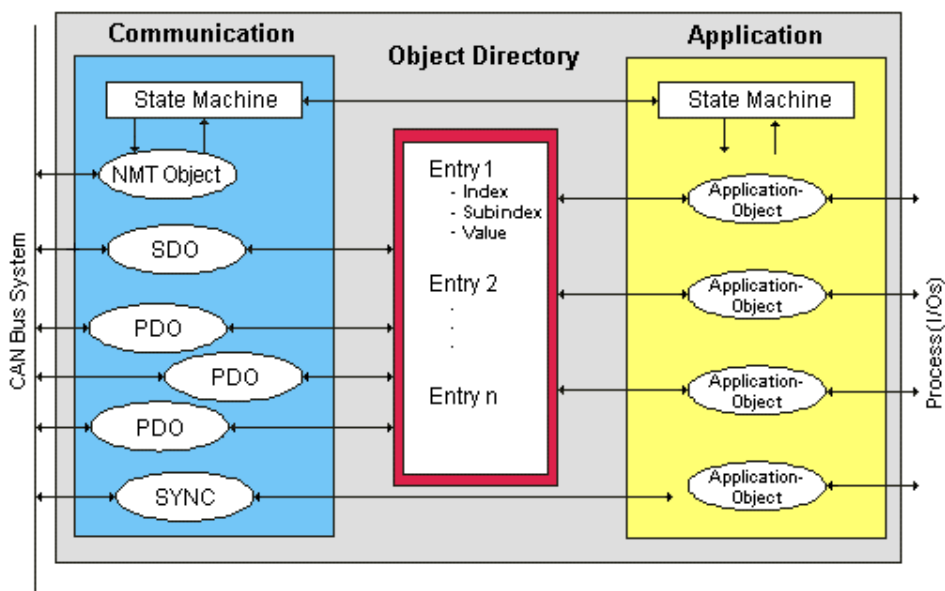 Communication
Object Directory
Application
State Machine
State Machine
NMT Object
SDO
PDO
PDO
PDO
SYNC
Entry 1
- Index
- Subindex
- Value
Entry 2
.
.
.
Entry n
Application-
Object
Application-
Object
Application-
Object
Application-
Object
CAN Bus System
Process(I/Os)